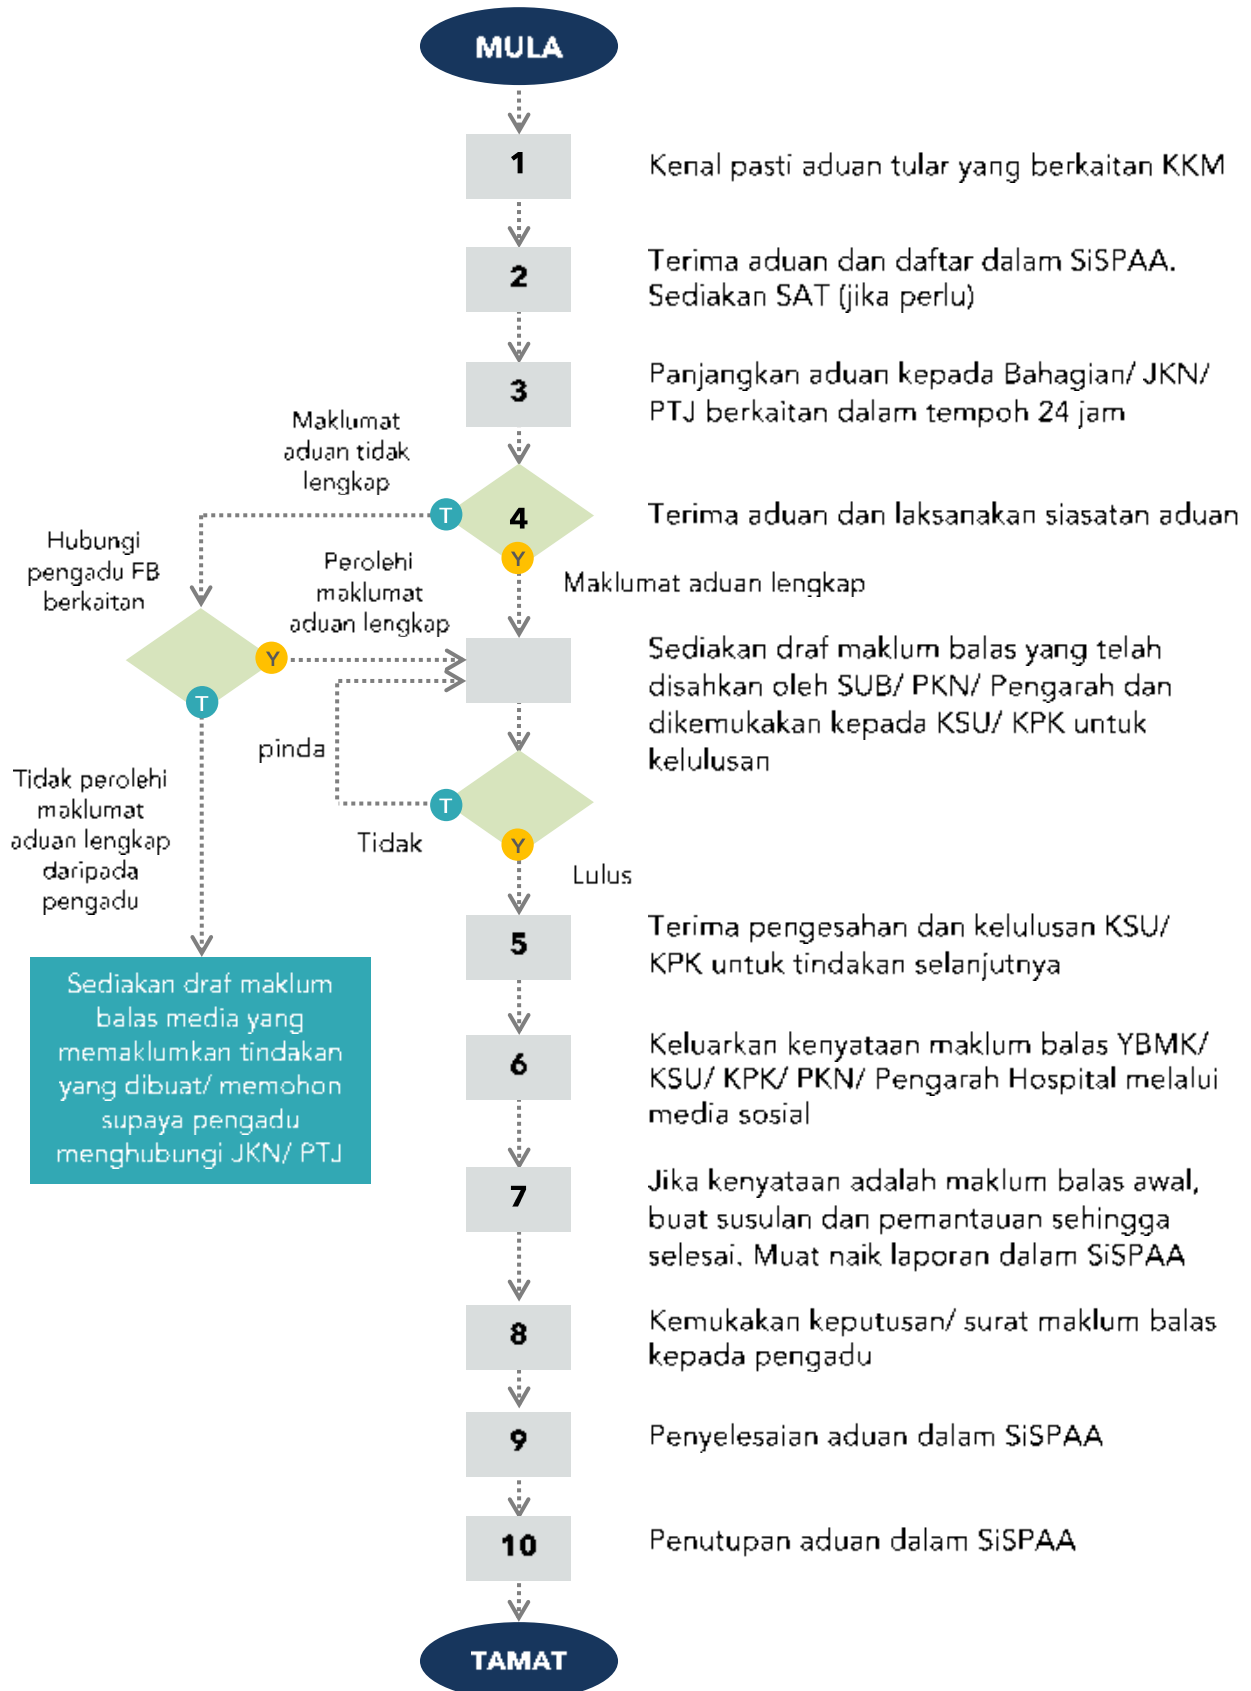 MULA
1
Kenal pasti aduan tular yang berkaitan KKM
2
Terima aduan dan daftar dalam SiSPAA.
Sediakan SAT (jika perlu)
3
Panjangkan aduan kepada Bahagian/ JKN/
PTJ berkaitan dalam tempoh 24 jam
Maklumat
aduan tidak
lengkap
T
4
Y
Terima aduan dan laksanakan siasatan aduan
Maklumat aduan lengkap
Hubungi
pengadu FB
berkaitan
Perolehi
maklumat
aduan lengkap
Y
T
Sediakan draf maklum balas yang telah
disahkan oleh SUB/ PKN/ Pengarah dan
dikemukakan kepada KSU/ KPK untuk
kelulusan
pinda
T
Tidak
Y
Lulus
Tidak perolehi
maklumat
aduan lengkap
daripada
pengadu
Sediakan draf maklum
balas media yang
memaklumkan tindakan
yang dibuat/ memohon
supaya pengadu
menghubungi JKN/ PTJ
5
Terima pengesahan dan kelulusan KSU/
KPK untuk tindakan selanjutnya
6
Keluarkan kenyataan maklum balas YBMK/
KSU/ KPK/ PKN/ Pengarah Hospital melalui
media sosial
7
Jika kenyataan adalah maklum balas awal,
buat susulan dan pemantauan sehingga
selesai. Muat naik laporan dalam SiSPAA
8
Kemukakan keputusan/ surat maklum balas
kepada pengadu
9
Penyelesaian aduan dalam SiSPAA
10
Penutupan aduan dalam SiSPAA
TAMAT